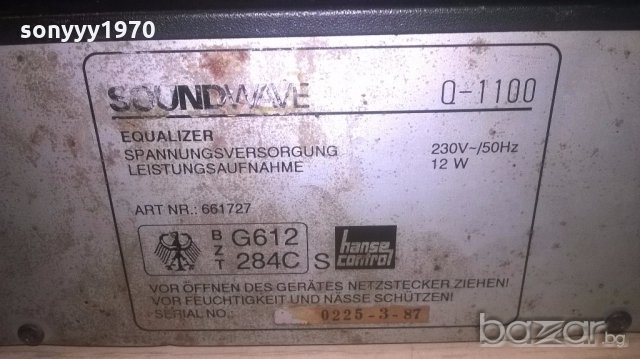 sonyyy1970
SOUNDWAVE Q-1100
EQUALIZER
SPANNUNGSVERSORGUNG 230V~/50Hz
LEISTUNGSAUFNAHME 12 W
ART NR.: 661727
BZT G612 284C S hanse control
VOR ÖFFNEN DES GERÄTES NETZSTECKER ZIEHEN!
VOR FEUCHTIGKEIT UND NÄSSE SCHÜTZEN!
SERIAL NO.: 0225-3-87
bazar.bg